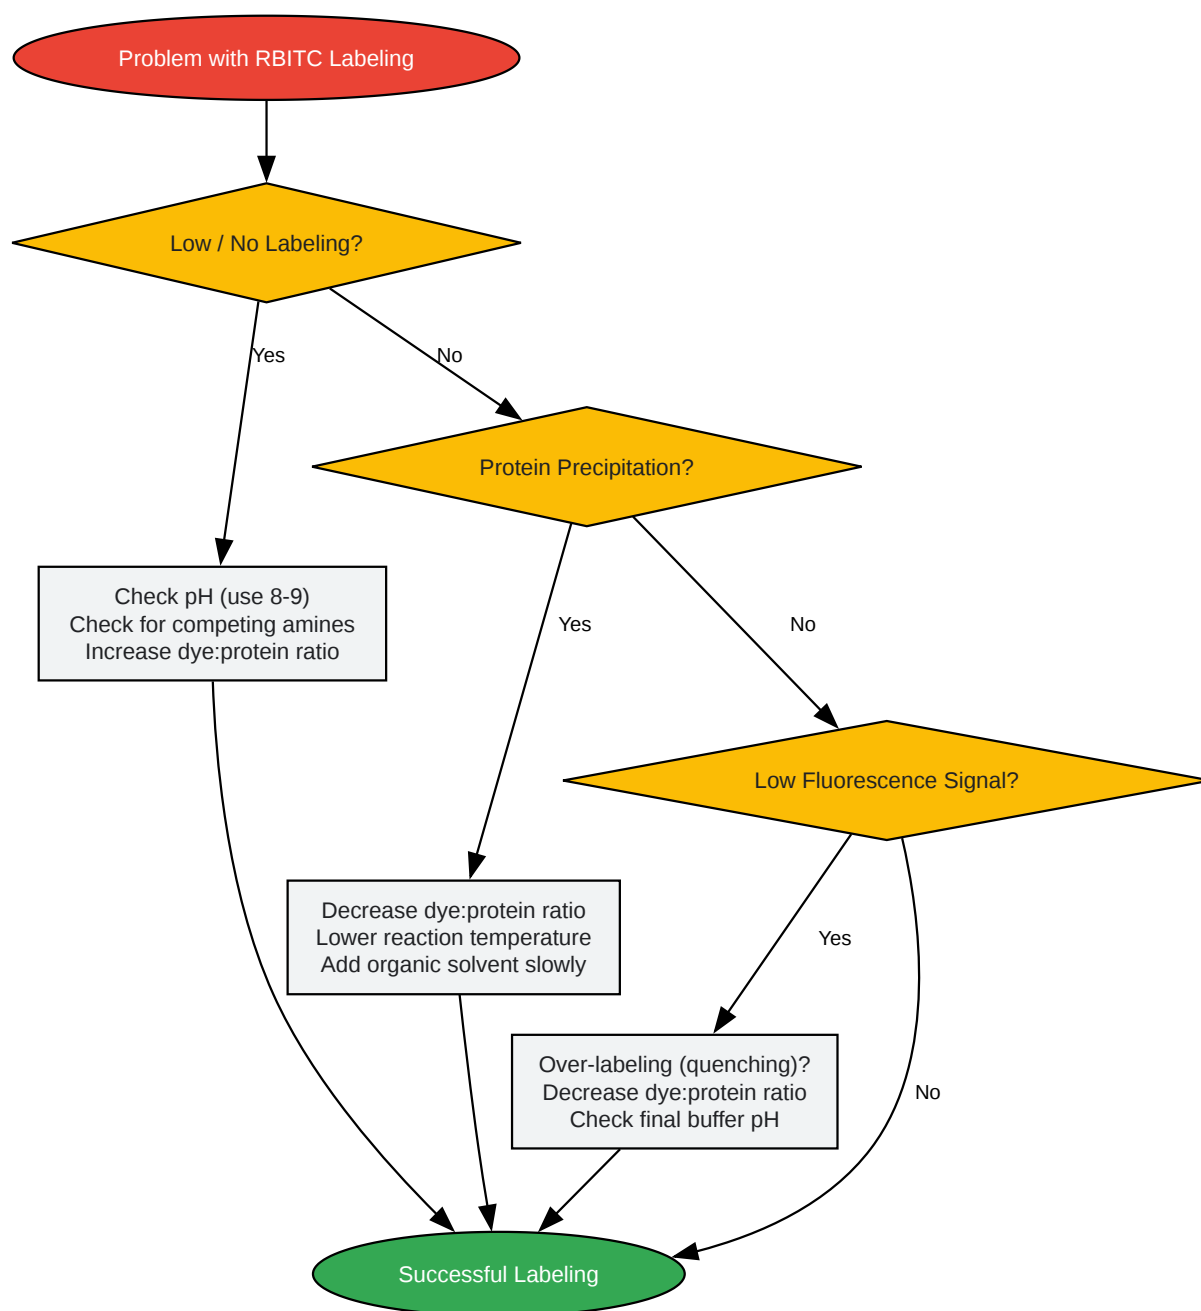 Problem with RBITC Labeling
Low / No Labeling?
Yes
No
Protein Precipitation?
Check pH (use 8-9)
Check for competing amines
Increase dye:protein ratio
Yes
No
Low Fluorescence Signal?
Decrease dye:protein ratio
Lower reaction temperature
Add organic solvent slowly
Yes
Over-labeling (quenching)?
Decrease dye:protein ratio
Check final buffer pH
No
Successful Labeling